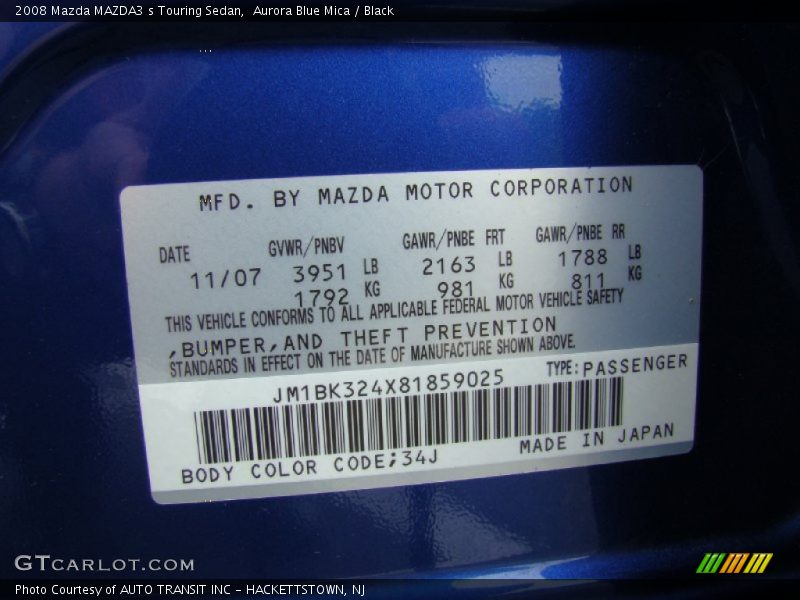 2008 Mazda MAZDA3 s Touring Sedan,  Aurora Blue Mica / Black
MFD. BY MAZDA MOTOR CORPORATION
DATE GVWR/PNBV GAWR/PNBE FRT GAWR/PNBE RR
11/07 3951 LB 2163 LB 1788 LB
1792 KG 981 KG 811 KG
THIS VEHICLE CONFORMS TO ALL APPLICABLE FEDERAL MOTOR VEHICLE SAFETY
,BUMPER,AND THEFT PREVENTION
STANDARDS IN EFFECT ON THE DATE OF MANUFACTURE SHOWN ABOVE.
JM1BK324X81859025 TYPE:PASSENGER
BODY COLOR CODE;34J MADE IN JAPAN
GTCARLOT.COM
Photo Courtesy of AUTO TRANSIT INC - HACKETTSTOWN, NJ